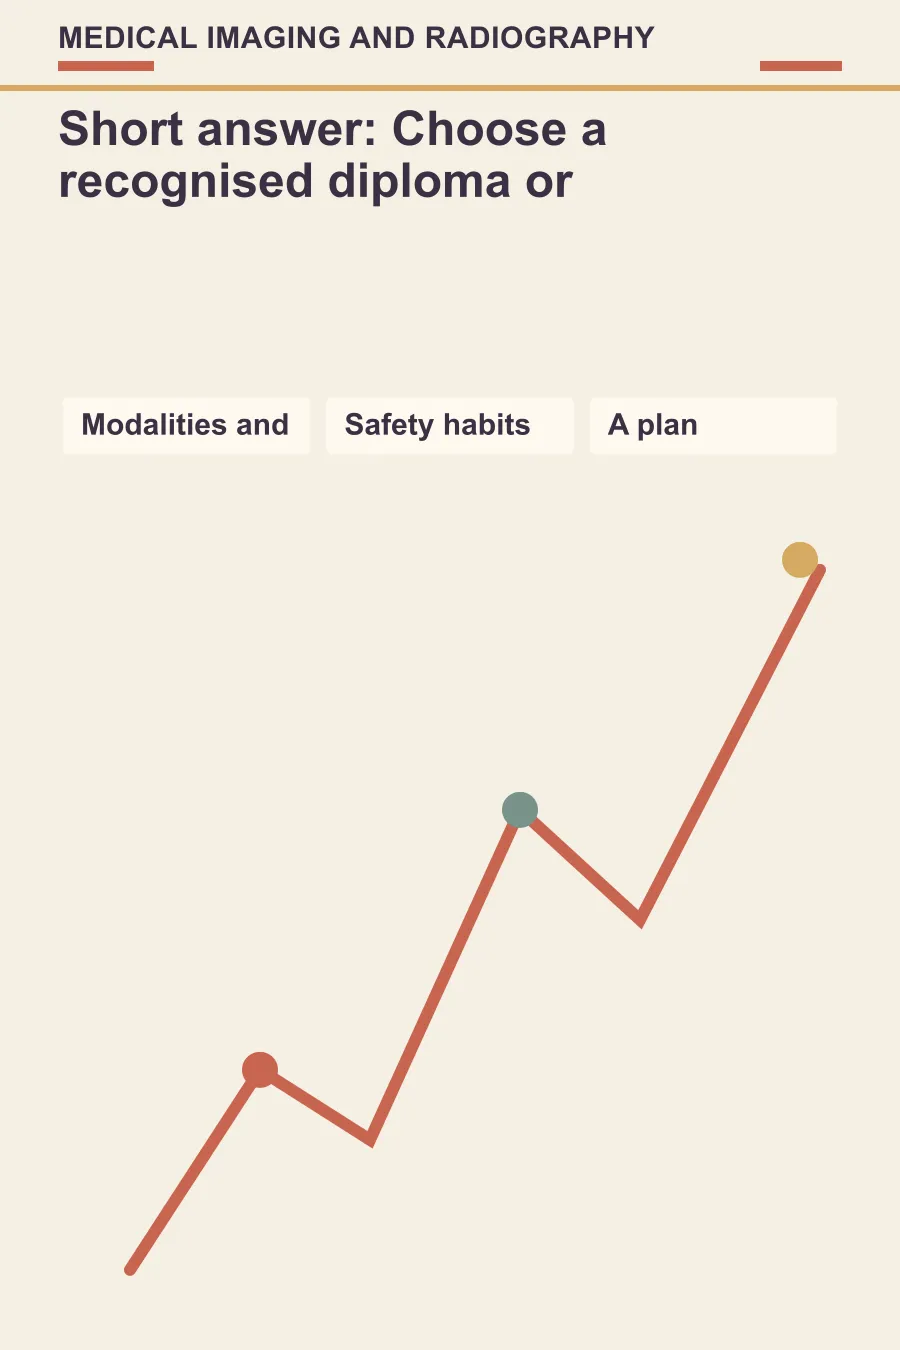 MEDICAL IMAGING AND RADIOGRAPHY
Short answer: Choose a
recognised diploma or
Modalities and
Safety habits
A plan